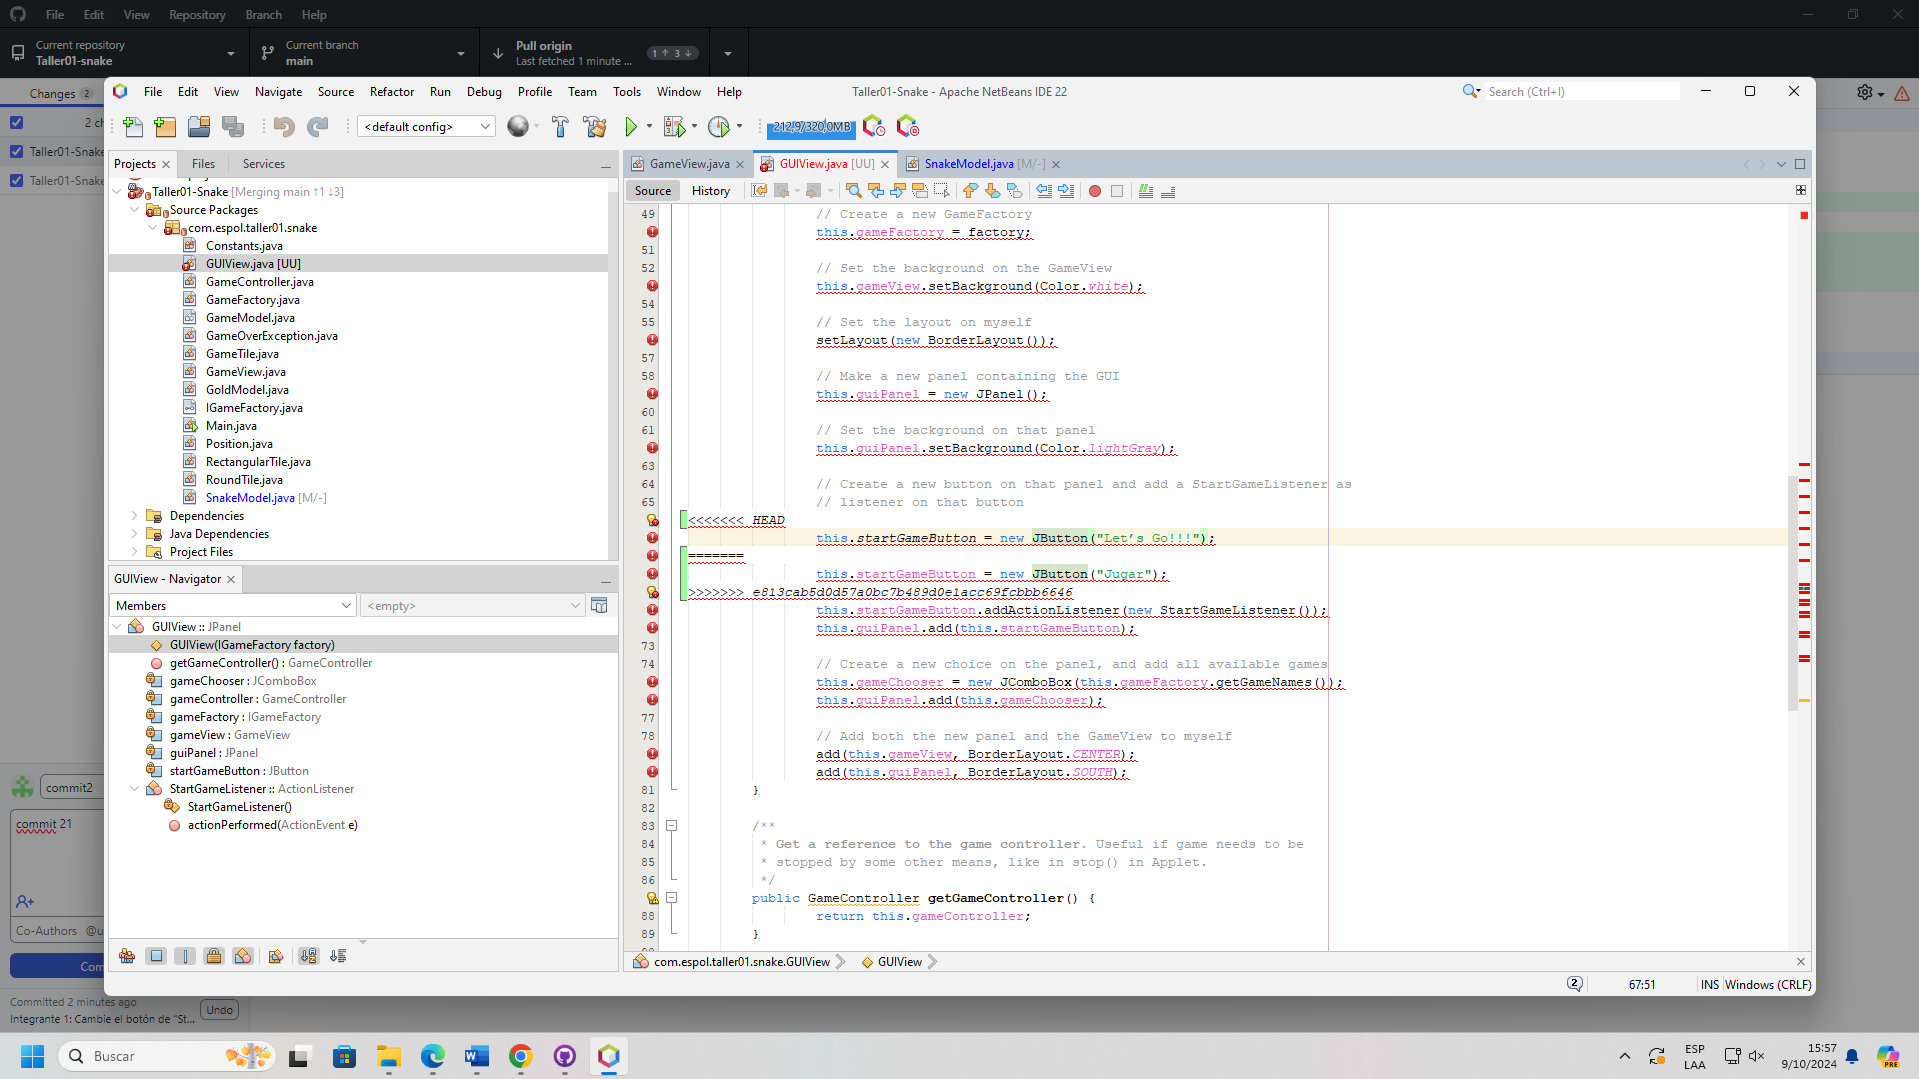 File Edit View Repository Branch Help
Current repository
Taller01-snake
Current branch
main
Pull origin
Last fetched 1 minute ...
1 ↑ 3 ↓
Changes 2
2 ch
Taller01-Snake
Taller01-Snake
File Edit View Navigate Source Refactor Run Debug Profile Team Tools Window Help
Taller01-Snake - Apache NetBeans IDE 22
Search (Ctrl+I)
<default config>
212,9/320,0MB
Projects
Files
Services
Taller01-Snake [Merging main ↑1 ↓3]
Source Packages
com.espol.taller01.snake
Constants.java
GUIView.java [UU]
GameController.java
GameFactory.java
GameModel.java
GameOverException.java
GameTile.java
GameView.java
GoldModel.java
IGameFactory.java
Main.java
Position.java
RectangularTile.java
RoundTile.java
SnakeModel.java [M/-]
Dependencies
Java Dependencies
Project Files
GUIView - Navigator
Members
<empty>
GUIView :: JPanel
GUIView(IGameFactory factory)
getGameController() : GameController
gameChooser : JComboBox
gameController : GameController
gameFactory : IGameFactory
gameView : GameView
guiPanel : JPanel
startGameButton : JButton
StartGameListener :: ActionListener
StartGameListener()
actionPerformed(ActionEvent e)
GameView.java
GUIView.java [UU]
SnakeModel.java [M/-]
Source
History
49 // Create a new GameFactory
this.gameFactory = factory;
51
52 // Set the background on the GameView
this.gameView.setBackground(Color.white);
54
55 // Set the layout on myself
setLayout(new BorderLayout());
57
58 // Make a new panel containing the GUI
this.guiPanel = new JPanel();
60
61 // Set the background on that panel
this.guiPanel.setBackground(Color.lightGray);
63
64 // Create a new button on that panel and add a StartGameListener as
65 // listener on that button
<<<<<<< HEAD
this.startGameButton = new JButton("Let’s Go!!!");
=======
this.startGameButton = new JButton("Jugar");
>>>>>>> e813cab5d0d57a0bc7b489d0e1acc69fcbbb6646
this.startGameButton.addActionListener(new StartGameListener());
this.guiPanel.add(this.startGameButton);
73
74 // Create a new choice on the panel, and add all available games
this.gameChooser = new JComboBox(this.gameFactory.getGameNames());
this.guiPanel.add(this.gameChooser);
77
78 // Add both the new panel and the GameView to myself
add(this.gameView, BorderLayout.CENTER);
add(this.guiPanel, BorderLayout.SOUTH);
81 }
82
83 /**
84 * Get a reference to the game controller. Useful if game needs to be
85 * stopped by some other means, like in stop() in Applet.
86 */
public GameController getGameController() {
88 return this.gameController;
89 }
com.espol.taller01.snake.GUIView
GUIView
2
67:51
INS
Windows (CRLF)
commit2
commit 21
Co-Authors @u
Com
Committed 2 minutes ago
Integrante 1: Cambie el botón de “St...
Undo
Buscar
ESP
LAA
15:57
9/10/2024
PRE